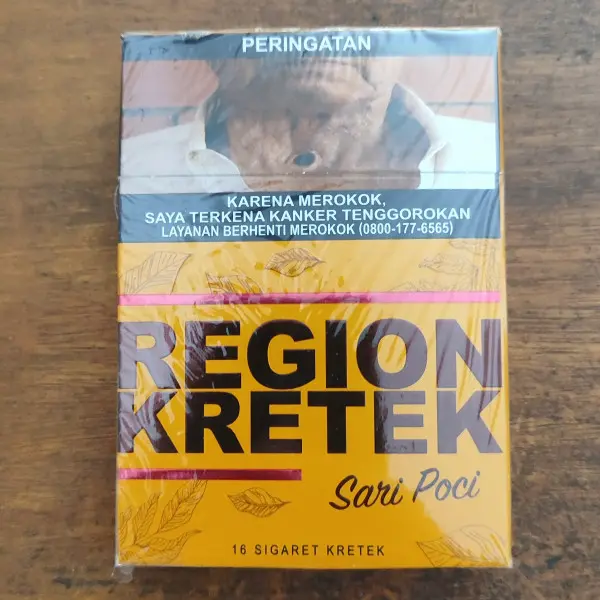 PERINGATAN
KARENA MEROKOK,
SAYA TERKENA KANKER TENGGOROKAN
LAYANAN BERHENTI MEROKOK (0800-177-6565)
REGION
KRETEK
Sari Poci
16 SIGARET KRETEK